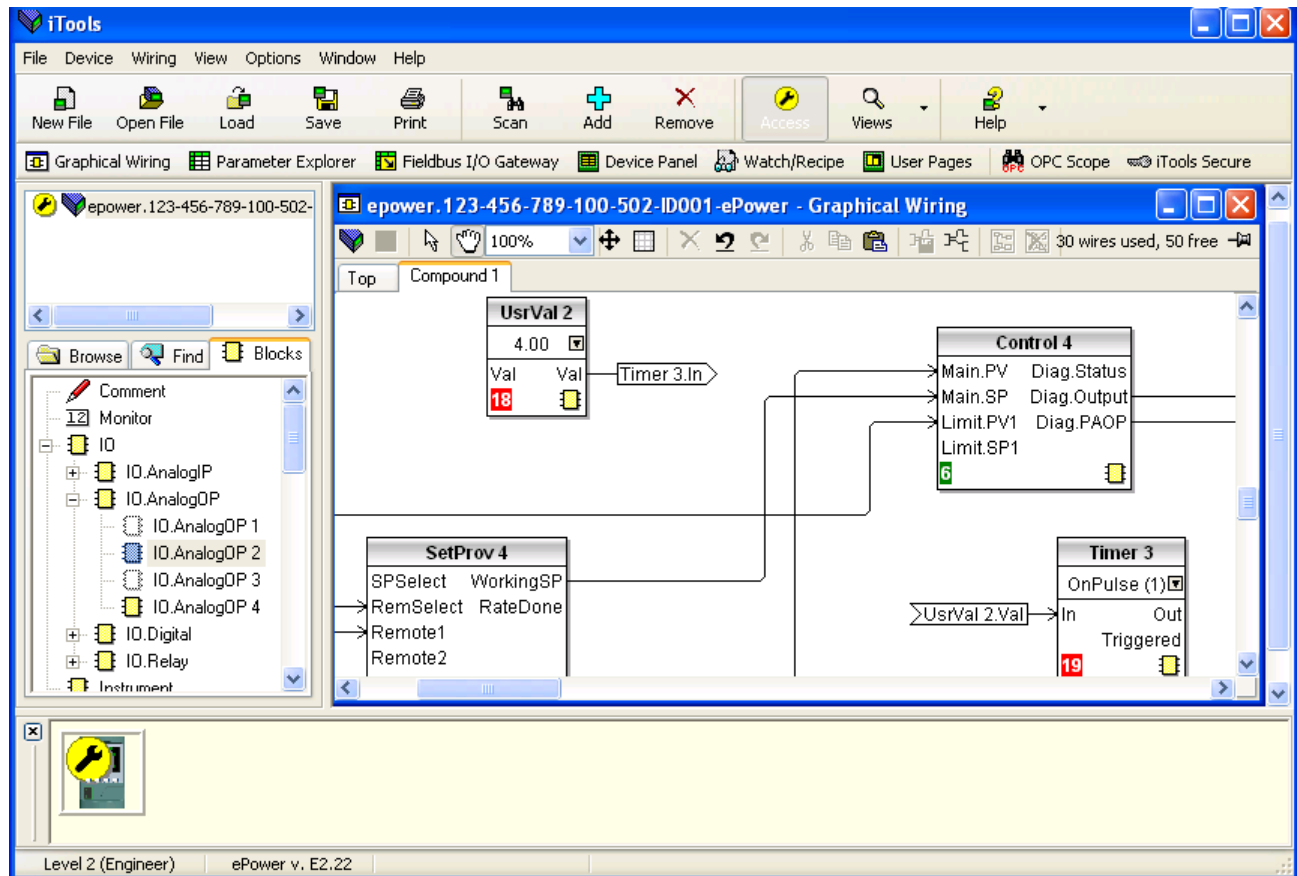 iTools
File Device Wiring View Options Window Help
New File Open File Load Save Print Scan Add Remove Access Views Help
Graphical Wiring Parameter Explorer Fieldbus I/O Gateway Device Panel Watch/Recipe User Pages OPC Scope iTools Secure
epower.123-456-789-100-502-
Browse Find Blocks
Comment
12 Monitor
IO
IO.AnalogIP
IO.AnalogOP
IO.AnalogOP 1
IO.AnalogOP 2
IO.AnalogOP 3
IO.AnalogOP 4
IO.Digital
IO.Relay
Instrument
epower.123-456-789-100-502-ID001-ePower - Graphical Wiring
100% 30 wires used, 50 free
Top Compound 1
UsrVal 2
4.00
Val Val Timer 3.In
18
Control 4
Main.PV Diag.Status
Main.SP Diag.Output
Limit.PV1 Diag.PAOP
Limit.SP1
6
SetProv 4
SPSelect WorkingSP
RemSelect RateDone
Remote1
Remote2
Timer 3
OnPulse (1)
UsrVal 2.Val In Out
Triggered
19
Level 2 (Engineer) ePower v. E2.22